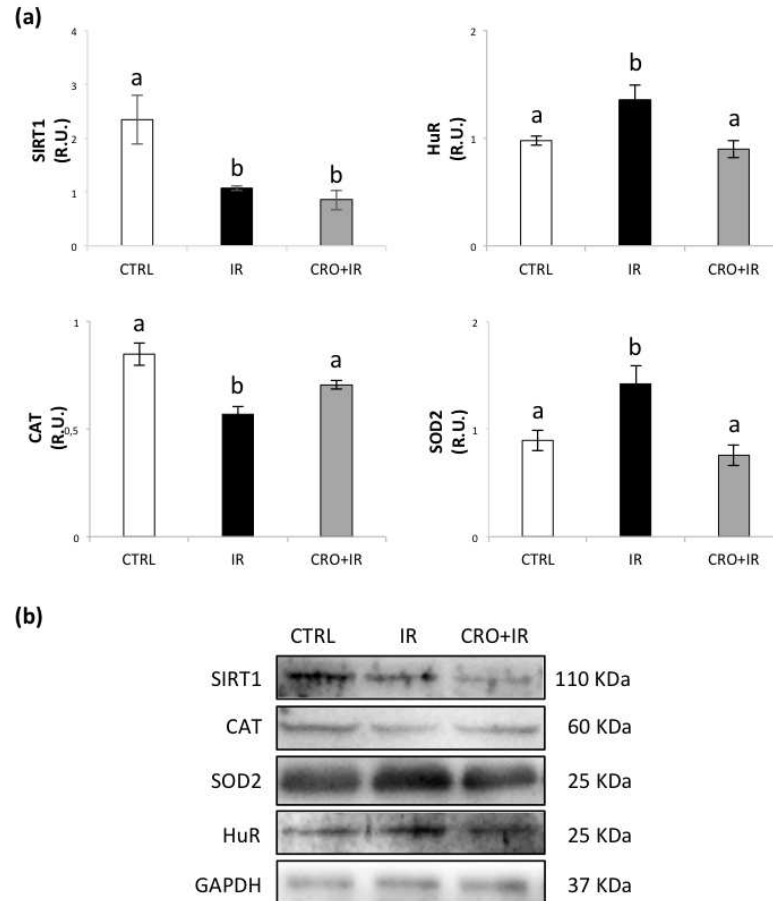 (a)
4
3
2
1
0
SIRT1
(R.U.)
a
b
b
CTRL
IR
CRO+IR
2
1
0
HuR
(R.U.)
a
b
a
CTRL
IR
CRO+IR
1
0,5
0
CAT
(R.U.)
a
b
a
CTRL
IR
CRO+IR
2
1
0
SOD2
(R.U.)
a
b
a
CTRL
IR
CRO+IR
(b)
CTRL IR CRO+IR
SIRT1 110 KDa
CAT 60 KDa
SOD2 25 KDa
HuR 25 KDa
GAPDH 37 KDa